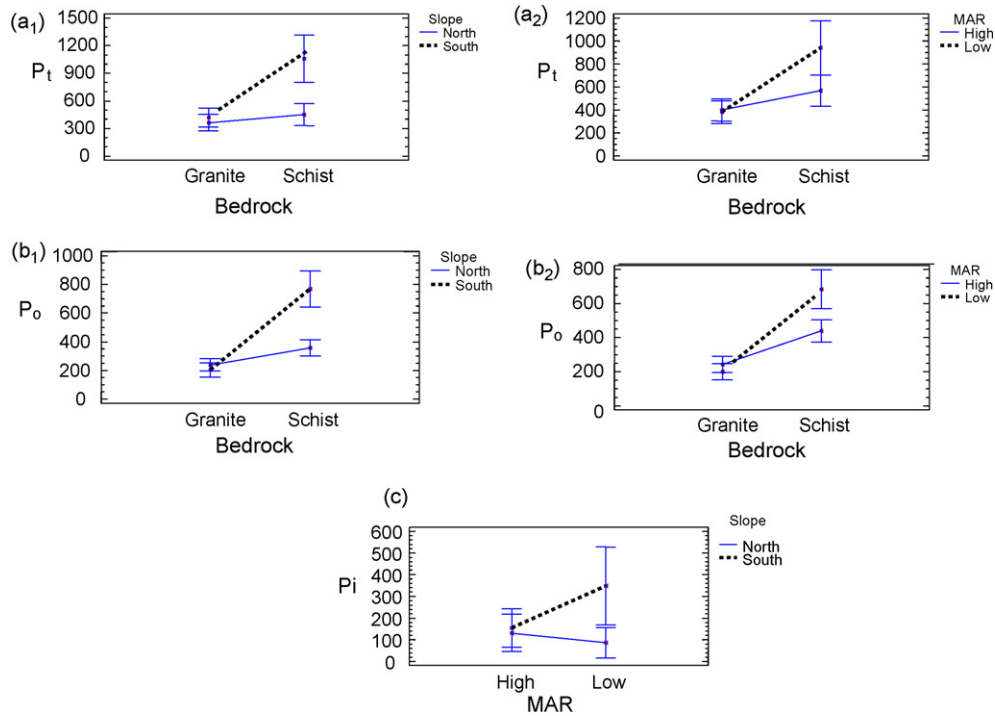 (a1)
1500
1200
900
600
300
0
Pt
Granite
Schist
Bedrock
Slope
North
South
(a2)
1200
1000
800
600
400
200
0
Pt
Granite
Schist
Bedrock
MAR
High
Low
(b1)
1000
800
600
400
200
0
Po
Granite
Schist
Bedrock
Slope
North
South
(b2)
800
600
400
200
0
Po
Granite
Schist
Bedrock
MAR
High
Low
(c)
600
500
400
300
200
100
0
Pi
High
Low
MAR
Slope
North
South